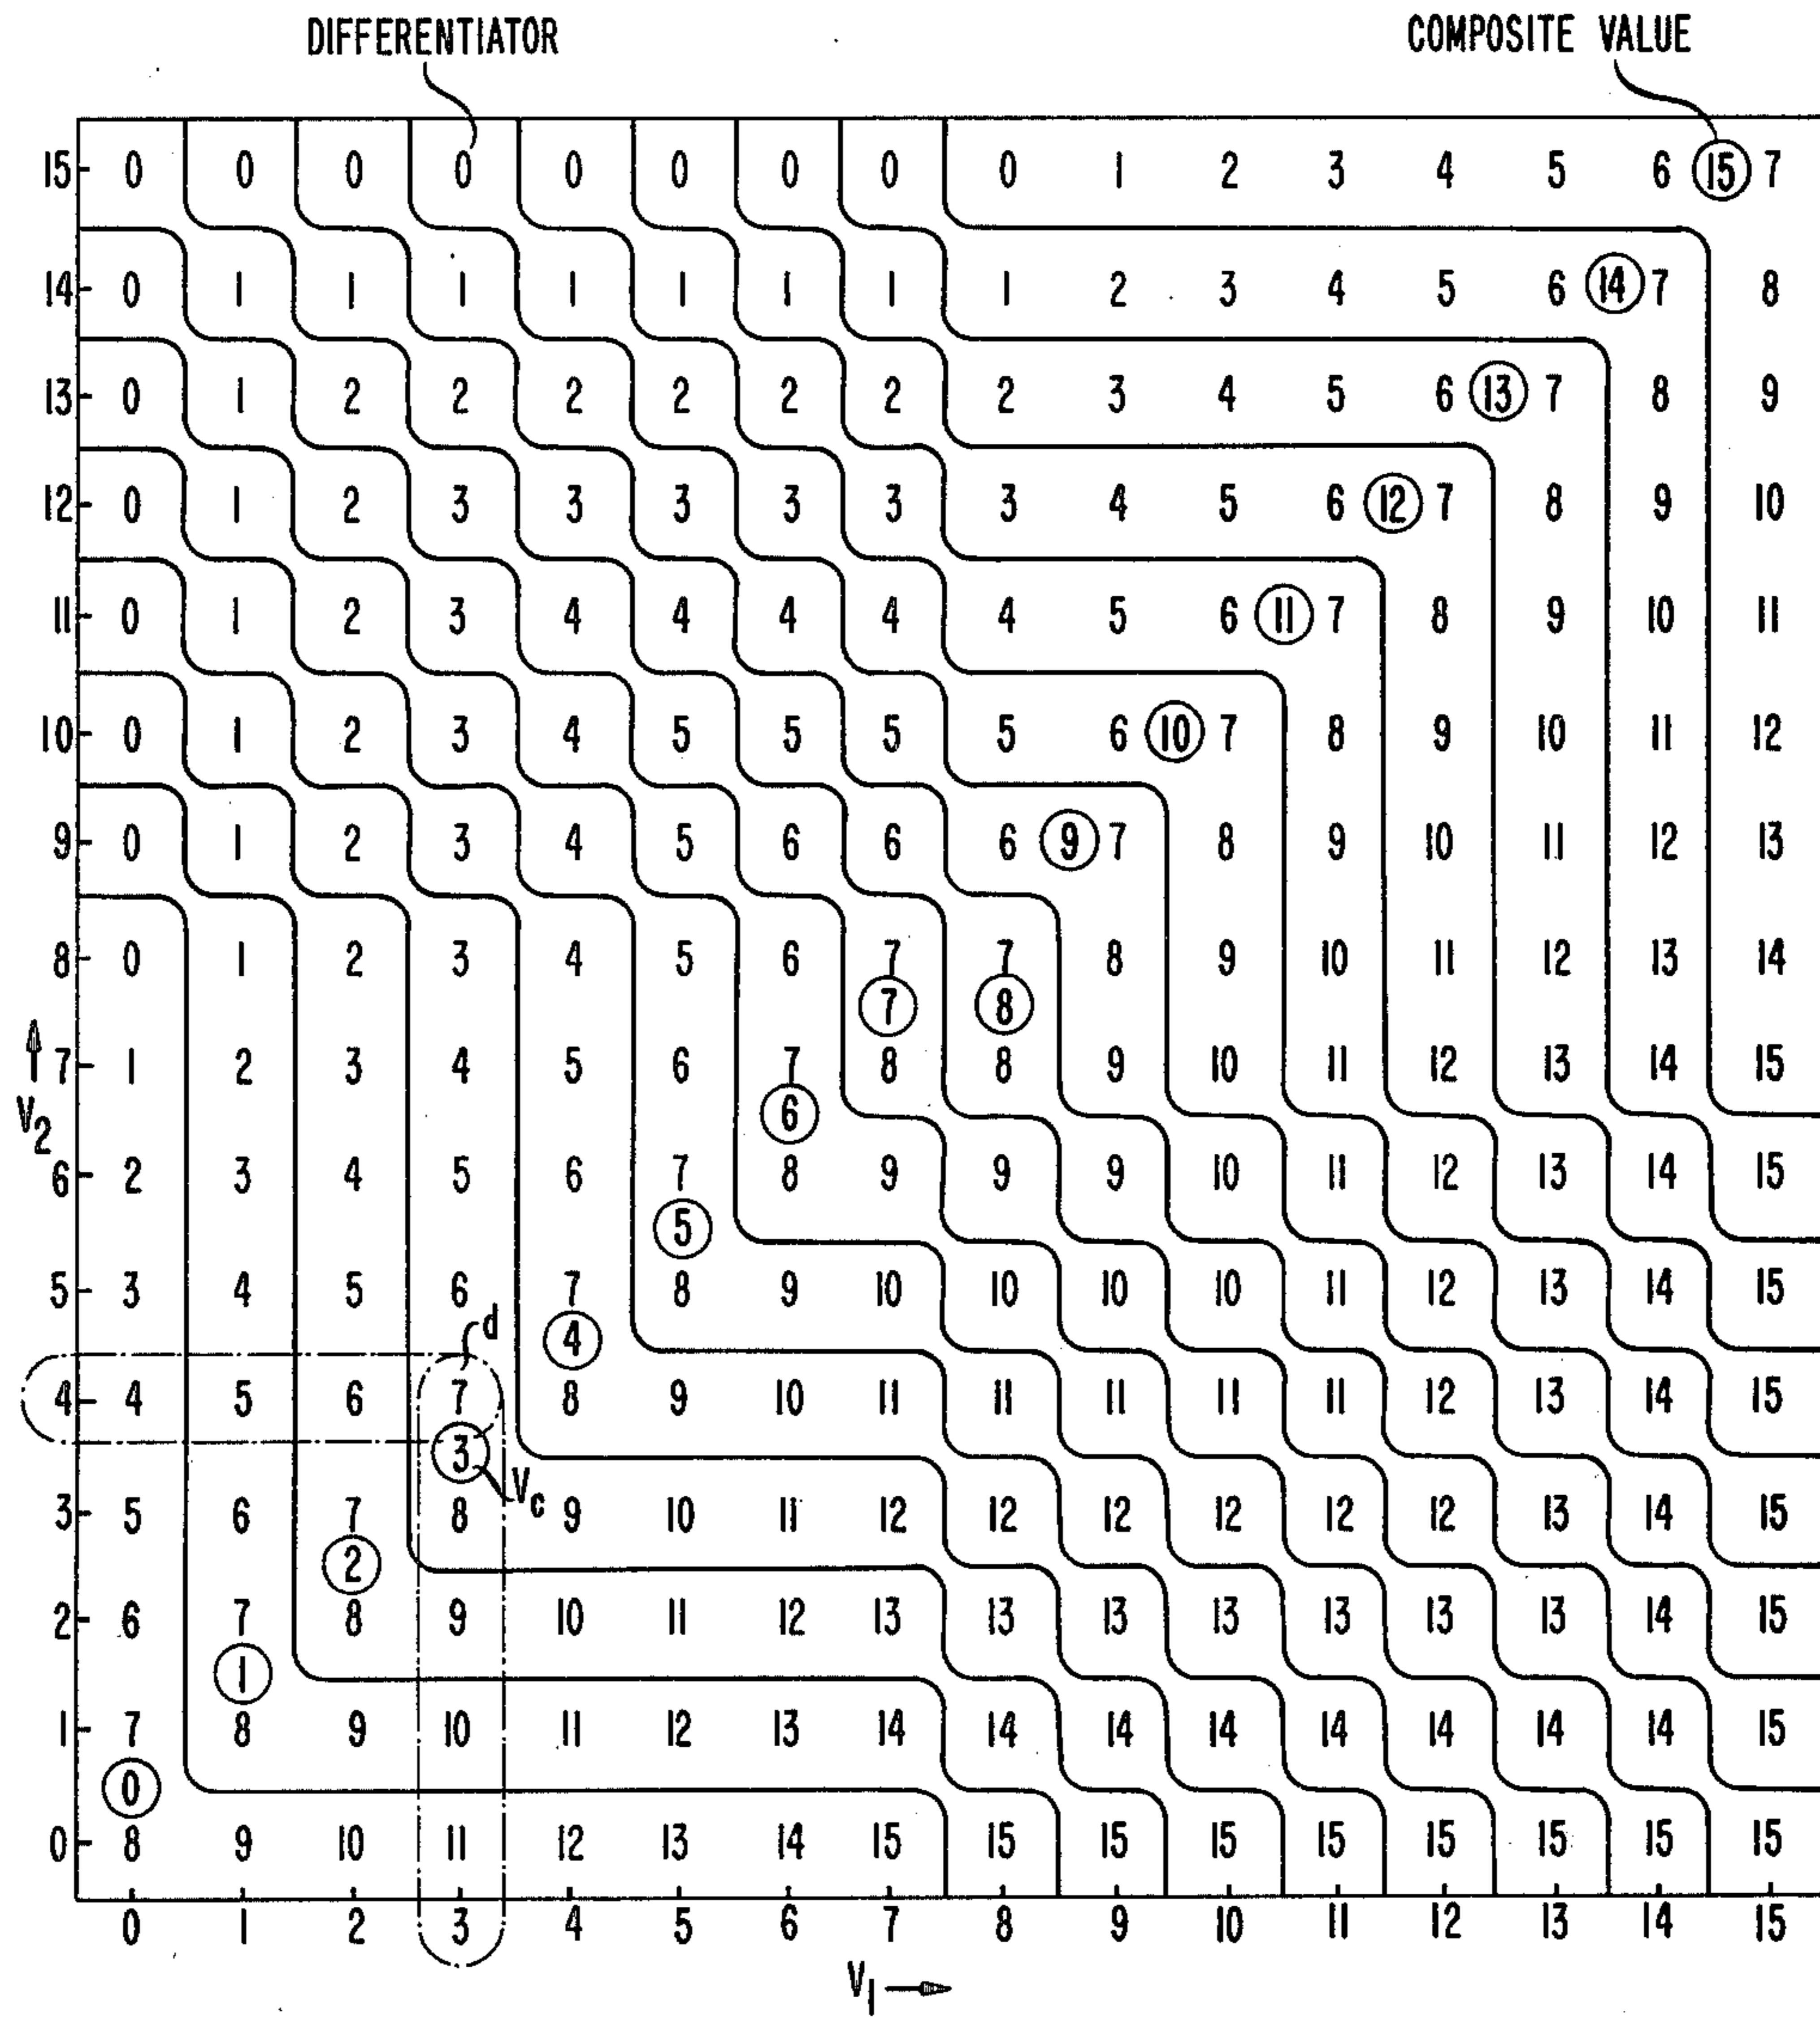 DIFFERENTIATOR COMPOSITE VALUE
15 0 0 0 0 0 0 0 0 0 1 2 3 4 5 6 15 7
14 0 1 1 1 1 1 1 1 1 2 3 4 5 6 14 7 8
13 0 1 2 2 2 2 2 2 2 3 4 5 6 13 7 8 9
12 0 1 2 3 3 3 3 3 3 4 5 6 12 7 8 9 10
11 0 1 2 3 4 4 4 4 4 5 6 11 7 8 9 10 11
10 0 1 2 3 4 5 5 5 5 6 10 7 8 9 10 11 12
9 0 1 2 3 4 5 6 6 6 9 7 8 9 10 11 12 13
8 0 1 2 3 4 5 6 7 7 8 9 10 11 12 13 14
7 8
7 1 2 3 4 5 6 7 8 8 9 10 11 12 13 14 15
V2 6
6 2 3 4 5 6 7 8 9 9 9 10 11 12 13 14 15
5
5 3 4 5 6 7 8 9 10 10 10 10 11 12 13 14 15
d 4
4 4 5 6 7 8 9 10 11 11 11 11 11 12 13 14 15
3 Vc
3 5 6 7 8 9 10 11 12 12 12 12 12 12 13 14 15
2
2 6 7 8 9 10 11 12 13 13 13 13 13 13 13 14 15
1
1 7 8 9 10 11 12 13 14 14 14 14 14 14 14 14 15
0
0 8 9 10 11 12 13 14 15 15 15 15 15 15 15 15 15
0 1 2 3 4 5 6 7 8 9 10 11 12 13 14 15
V1